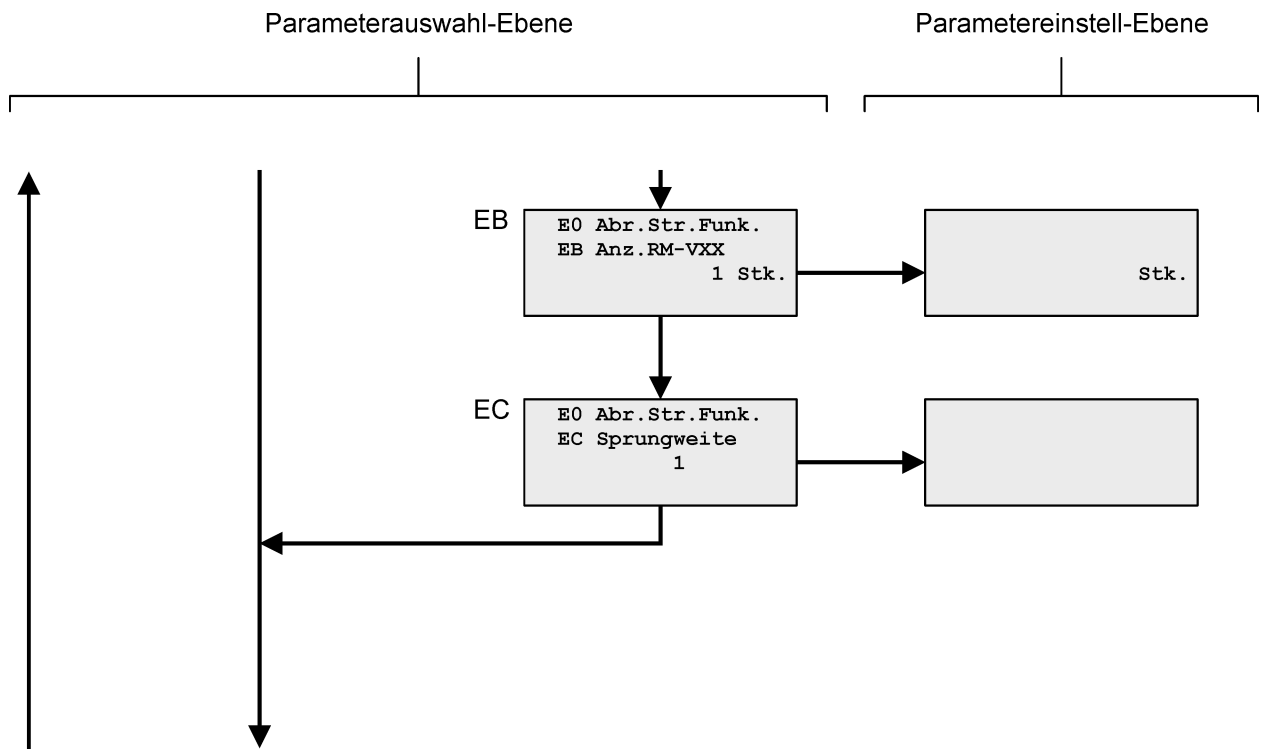 Parameterauswahl-Ebene
Parametereinstell-Ebene
EB
E0 Abr.Str.Funk.
EB Anz.RM-VXX
1 Stk.
Stk.
EC
E0 Abr.Str.Funk.
EC Sprungweite
1